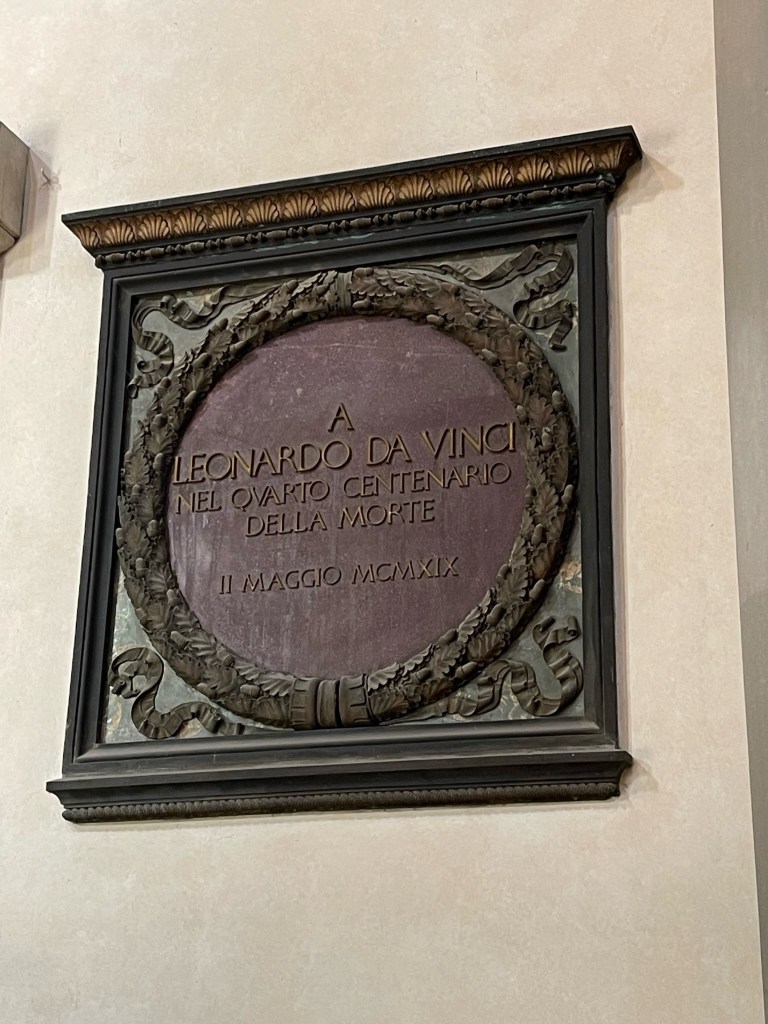 A
LEONARDO DA VINCI
NEL QVARTO CENTENARIO
DELLA MORTE
II MAGGIO MCMXIX